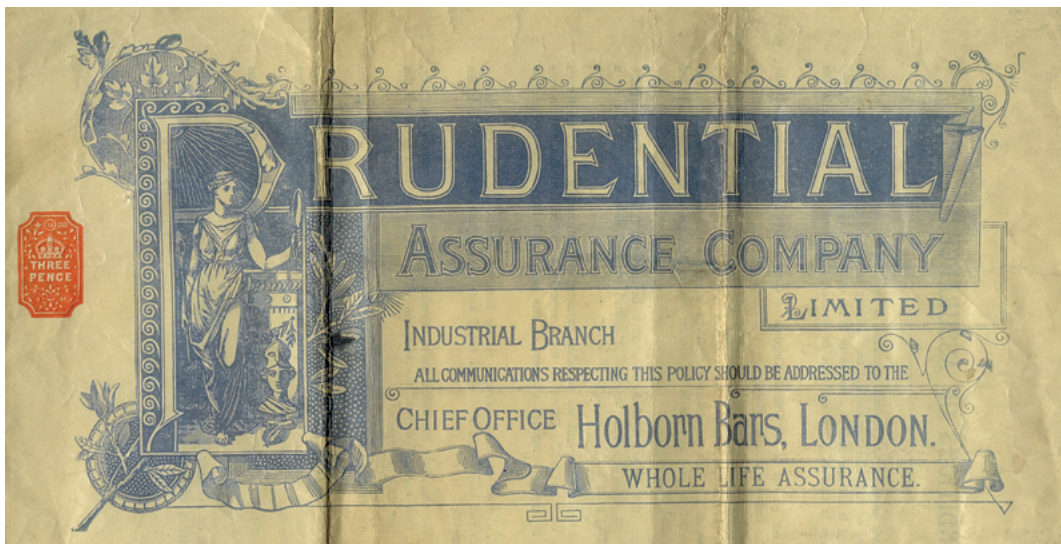 PRUDENTIAL
ASSURANCE COMPANY
LIMITED
THREE
PENCE
INDUSTRIAL BRANCH
ALL COMMUNICATIONS RESPECTING THIS POLICY SHOULD BE ADDRESSED TO THE
CHIEF OFFICE Holborn Bars, LONDON.
WHOLE LIFE ASSURANCE.